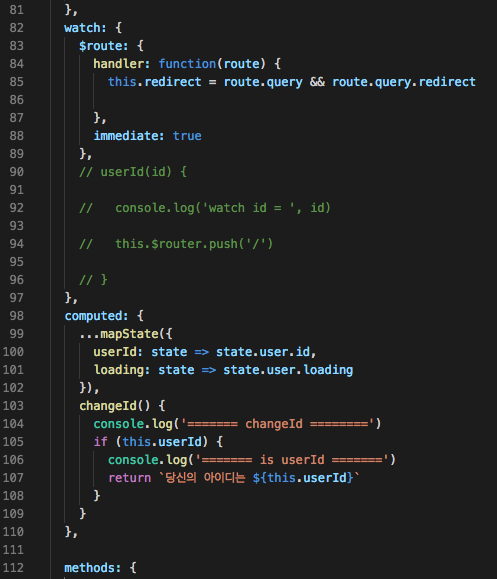 81 },
82 watch: {
83 $route: {
84 handler: function(route) {
85 this.redirect = route.query && route.query.redirect
86
87 },
88 immediate: true
89 },
90 // userId(id) {
91
92 //   console.log('watch id = ', id)
93
94 //   this.$router.push('/')
95
96 // }
97 },
98 computed: {
99 ...mapState({
100 userId: state => state.user.id,
101 loading: state => state.user.loading
102 }),
103 changeId() {
104 console.log('======= changeId ========')
105 if (this.userId) {
106 console.log('======= is userId =======')
107 return `당신의 아이디는 ${this.userId}`
108 }
109 }
110 },
111
112 methods: {